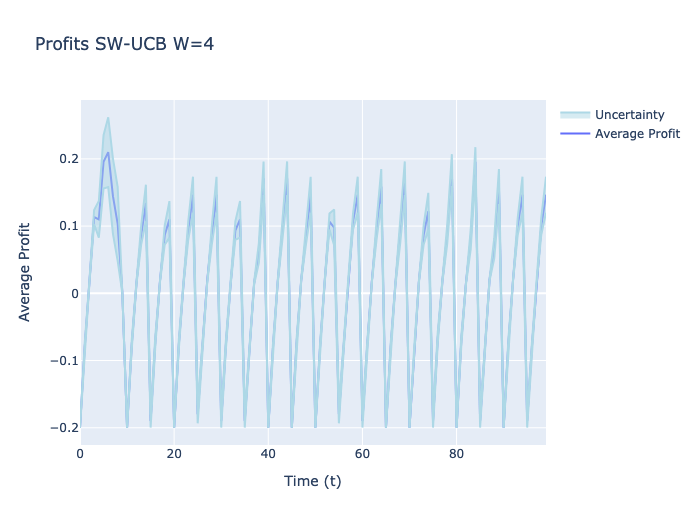 Profits SW-UCB W=4
Uncertainty
Average Profit
0.2
0.1
0
−0.1
−0.2
Average Profit
0
20
40
60
80
Time (t)